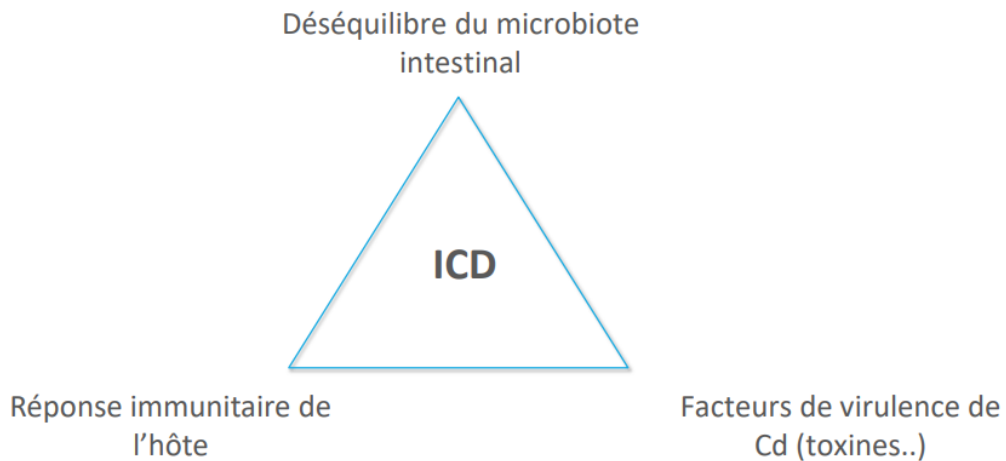 Déséquilibre du microbiote
intestinal
ICD
Réponse immunitaire de
l’hôte
Facteurs de virulence de
Cd (toxines..)